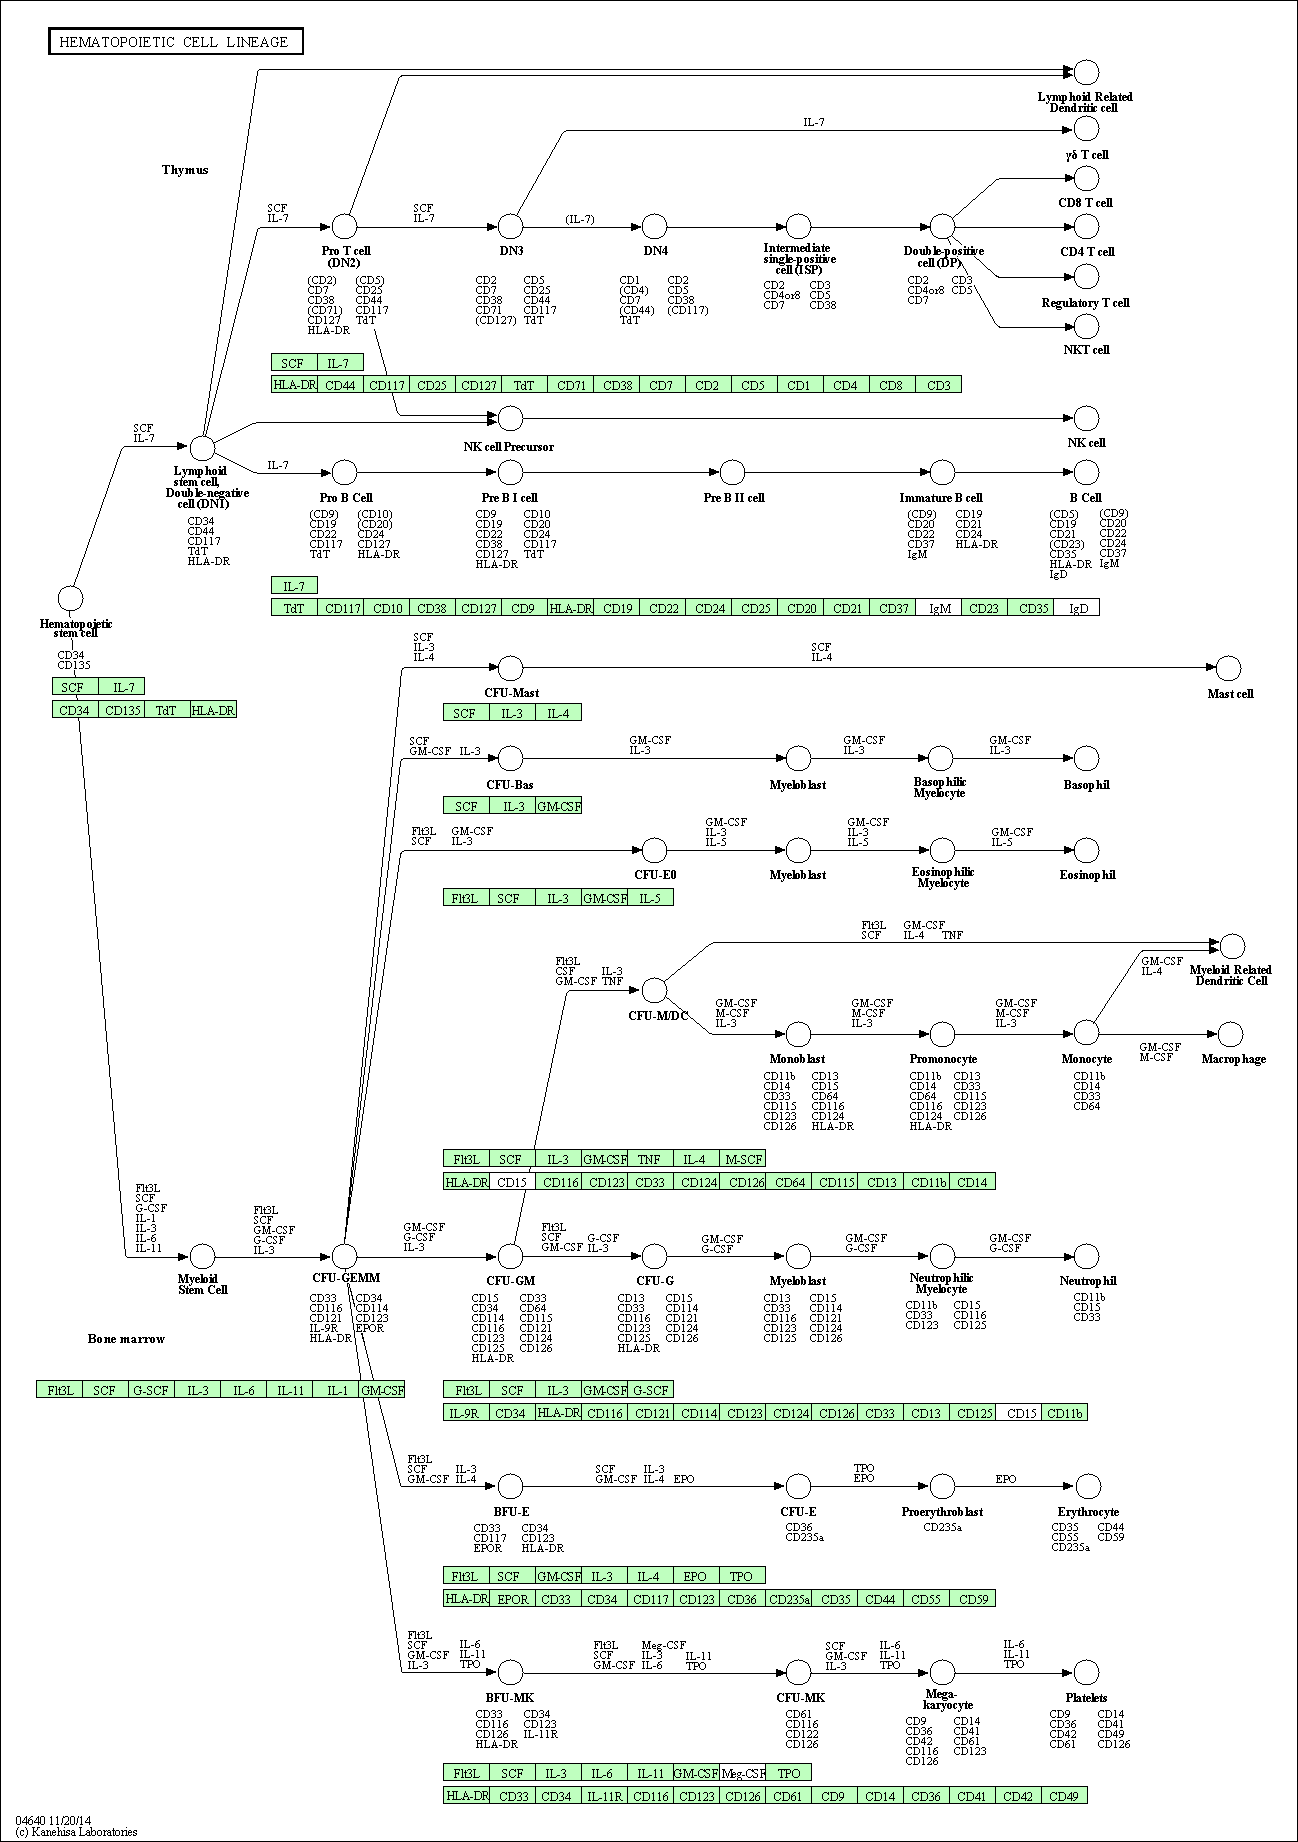 HEMATOPOIETIC CELL LINEAGE
Lymphoid Related
Dendritic cell
IL-7
γδ T cell
Thymus
CD8 T cell
SCF
IL-7
SCF
IL-7
(IL-7)
Pro T cell
(DN2)
DN3
DN4
Intermediate
single-positive
cell (ISP)
Double-positive
cell (DP)
CD4 T cell
(CD2) (CD5)
CD7 CD25
CD38 CD44
(CD71) CD117
CD127 TdT
HLA-DR
CD2 CD5
CD7 CD25
CD38 CD44
CD71 CD117
(CD127) TdT
CD1 CD2
(CD4) CD5
CD7 CD38
(CD44) (CD117)
TdT
CD2 CD3
CD4or8 CD5
CD7 CD38
CD2 CD3
CD4or8 CD5
CD7
Regulatory T cell
NKT cell
SCF IL-7
HLA-DR CD44 CD117 CD25 CD127 TdT CD71 CD38 CD7 CD2 CD5 CD1 CD4 CD8 CD3
NK cell Precursor
NK cell
SCF
IL-7
IL-7
Lymphoid
stem cell,
Double-negative
cell (DN1)
CD34
CD44
CD117
TdT
HLA-DR
Pro B Cell
Pre B I cell
Pre B II cell
Immature B cell
B Cell
(CD9) (CD10)
CD19 (CD20)
CD22 CD24
CD117 CD127
TdT HLA-DR
CD9 CD10
CD19 CD20
CD22 CD24
CD38 CD117
CD127 TdT
HLA-DR
(CD9) CD19
CD20 CD21
CD22 CD24
CD37 HLA-DR
IgM
(CD5) (CD9)
CD19 CD20
CD21 CD22
(CD23) CD24
CD35 CD37
HLA-DR IgM
IgD
IL-7
TdT CD117 CD10 CD38 CD127 CD9 HLA-DR CD19 CD22 CD24 CD25 CD20 CD21 CD37 IgM CD23 CD35 IgD
Hematopoietic
stem cell
CD34
CD135
SCF IL-7
CD34 CD135 TdT HLA-DR
SCF
IL-3
IL-4
SCF
IL-4
CFU-Mast
Mast cell
SCF IL-3 IL-4
SCF
GM-CSF IL-3
GM-CSF
IL-3
GM-CSF
IL-3
GM-CSF
IL-3
CFU-Bas
Myeloblast
Basophilic
Myelocyte
Basophil
SCF IL-3 GM-CSF
Flt3L GM-CSF
SCF IL-3
GM-CSF
IL-3
IL-5
GM-CSF
IL-3
IL-5
GM-CSF
IL-5
CFU-E0
Myeloblast
Eosinophilic
Myelocyte
Eosinophil
Flt3L SCF IL-3 GM-CSF IL-5
Flt3L GM-CSF
SCF IL-4 TNF
Flt3L
CSF IL-3
GM-CSF TNF
GM-CSF
IL-4
Myeloid Related
Dendritic Cell
CFU-M/DC
GM-CSF
M-CSF
IL-3
GM-CSF
M-CSF
IL-3
GM-CSF
M-CSF
IL-3
GM-CSF
M-CSF
Monoblast
Promonocyte
Monocyte
Macrophage
CD11b CD13
CD14 CD15
CD33 CD64
CD115 CD116
CD123 CD124
CD126 HLA-DR
CD11b CD13
CD14 CD33
CD64 CD115
CD116 CD123
CD124 CD126
HLA-DR
CD11b
CD14
CD33
CD64
Flt3L SCF IL-3 GM-CSF TNF IL-4 M-SCF
HLA-DR CD15 CD116 CD123 CD33 CD124 CD126 CD64 CD115 CD13 CD11b CD14
Flt3L
SCF
G-CSF
IL-1
IL-3
IL-6
IL-11
Flt3L
SCF
GM-CSF
G-CSF
IL-3
GM-CSF
G-CSF
IL-3
Flt3L
SCF G-CSF
GM-CSF IL-3
GM-CSF
G-CSF
GM-CSF
G-CSF
GM-CSF
G-CSF
Myeloid
Stem Cell
CFU-GEMM
CFU-GM
CFU-G
Myeloblast
Neutrophilic
Myelocyte
Neutrophil
CD33 CD34
CD116 CD114
CD121 CD123
IL-9R EPOR
HLA-DR
CD15 CD33
CD34 CD64
CD114 CD115
CD116 CD121
CD123 CD124
CD125 CD126
HLA-DR
CD13 CD15
CD33 CD114
CD116 CD121
CD123 CD124
CD125 CD126
HLA-DR
CD13 CD15
CD33 CD114
CD116 CD121
CD123 CD124
CD125 CD126
CD11b CD15
CD33 CD116
CD123 CD125
CD11b
CD15
CD33
Bone marrow
Flt3L SCF G-SCF IL-3 IL-6 IL-11 IL-1 GM-CSF
Flt3L SCF IL-3 GM-CSF G-SCF
IL-9R CD34 HLA-DR CD116 CD121 CD114 CD123 CD124 CD126 CD33 CD13 CD125 CD15 CD11b
Flt3L
SCF IL-3
GM-CSF IL-4
SCF IL-3
GM-CSF IL-4 EPO
TPO
EPO
EPO
BFU-E
CFU-E
Proerythroblast
Erythrocyte
CD33 CD34
CD117 CD123
EPOR HLA-DR
CD36
CD235a
CD235a
CD35 CD44
CD55 CD59
CD235a
Flt3L SCF GM-CSF IL-3 IL-4 EPO TPO
HLA-DR EPOR CD33 CD34 CD117 CD123 CD36 CD235a CD35 CD44 CD55 CD59
Flt3L
SCF IL-6
GM-CSF IL-11
IL-3 TPO
Flt3L Meg-CSF
SCF IL-3 IL-11
GM-CSF IL-6 TPO
SCF IL-6
GM-CSF IL-11
IL-3 TPO
IL-6
IL-11
TPO
BFU-MK
CFU-MK
Mega-
karyocyte
Platelets
CD33 CD34
CD116 CD123
CD126 IL-11R
HLA-DR
CD61
CD116
CD122
CD126
CD9 CD14
CD36 CD41
CD42 CD61
CD116 CD123
CD126
CD9 CD14
CD36 CD41
CD42 CD49
CD61 CD126
Flt3L SCF IL-3 IL-6 IL-11 GM-CSF Meg-CSF TPO
HLA-DR CD33 CD34 IL-11R CD116 CD123 CD126 CD61 CD9 CD14 CD36 CD41 CD42 CD49
04640 11/20/14
(c) Kanehisa Laboratories